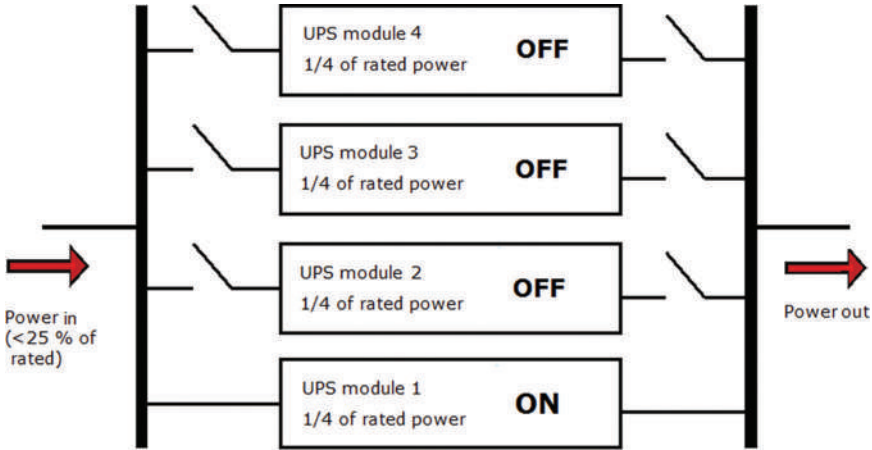 UPS module 4
1/4 of rated power
OFF
UPS module 3
1/4 of rated power
OFF
UPS module 2
1/4 of rated power
OFF
Power in
(<25 % of
rated)
Power out
UPS module 1
1/4 of rated power
ON